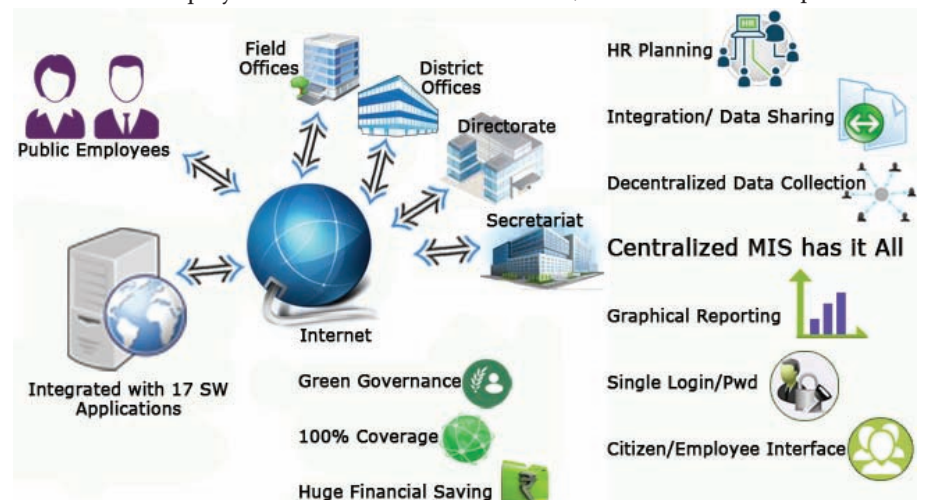 Public Employees
Field
Offices
District
Offices
Directorate
Secretariat
Internet
Integrated with 17 SW
Applications
Green Governance
100% Coverage
Huge Financial Saving
HR Planning
HR
Integration/ Data Sharing
Decentralized Data Collection
Centralized MIS has it All
Graphical Reporting
Single Login/Pwd
Citizen/Employee Interface